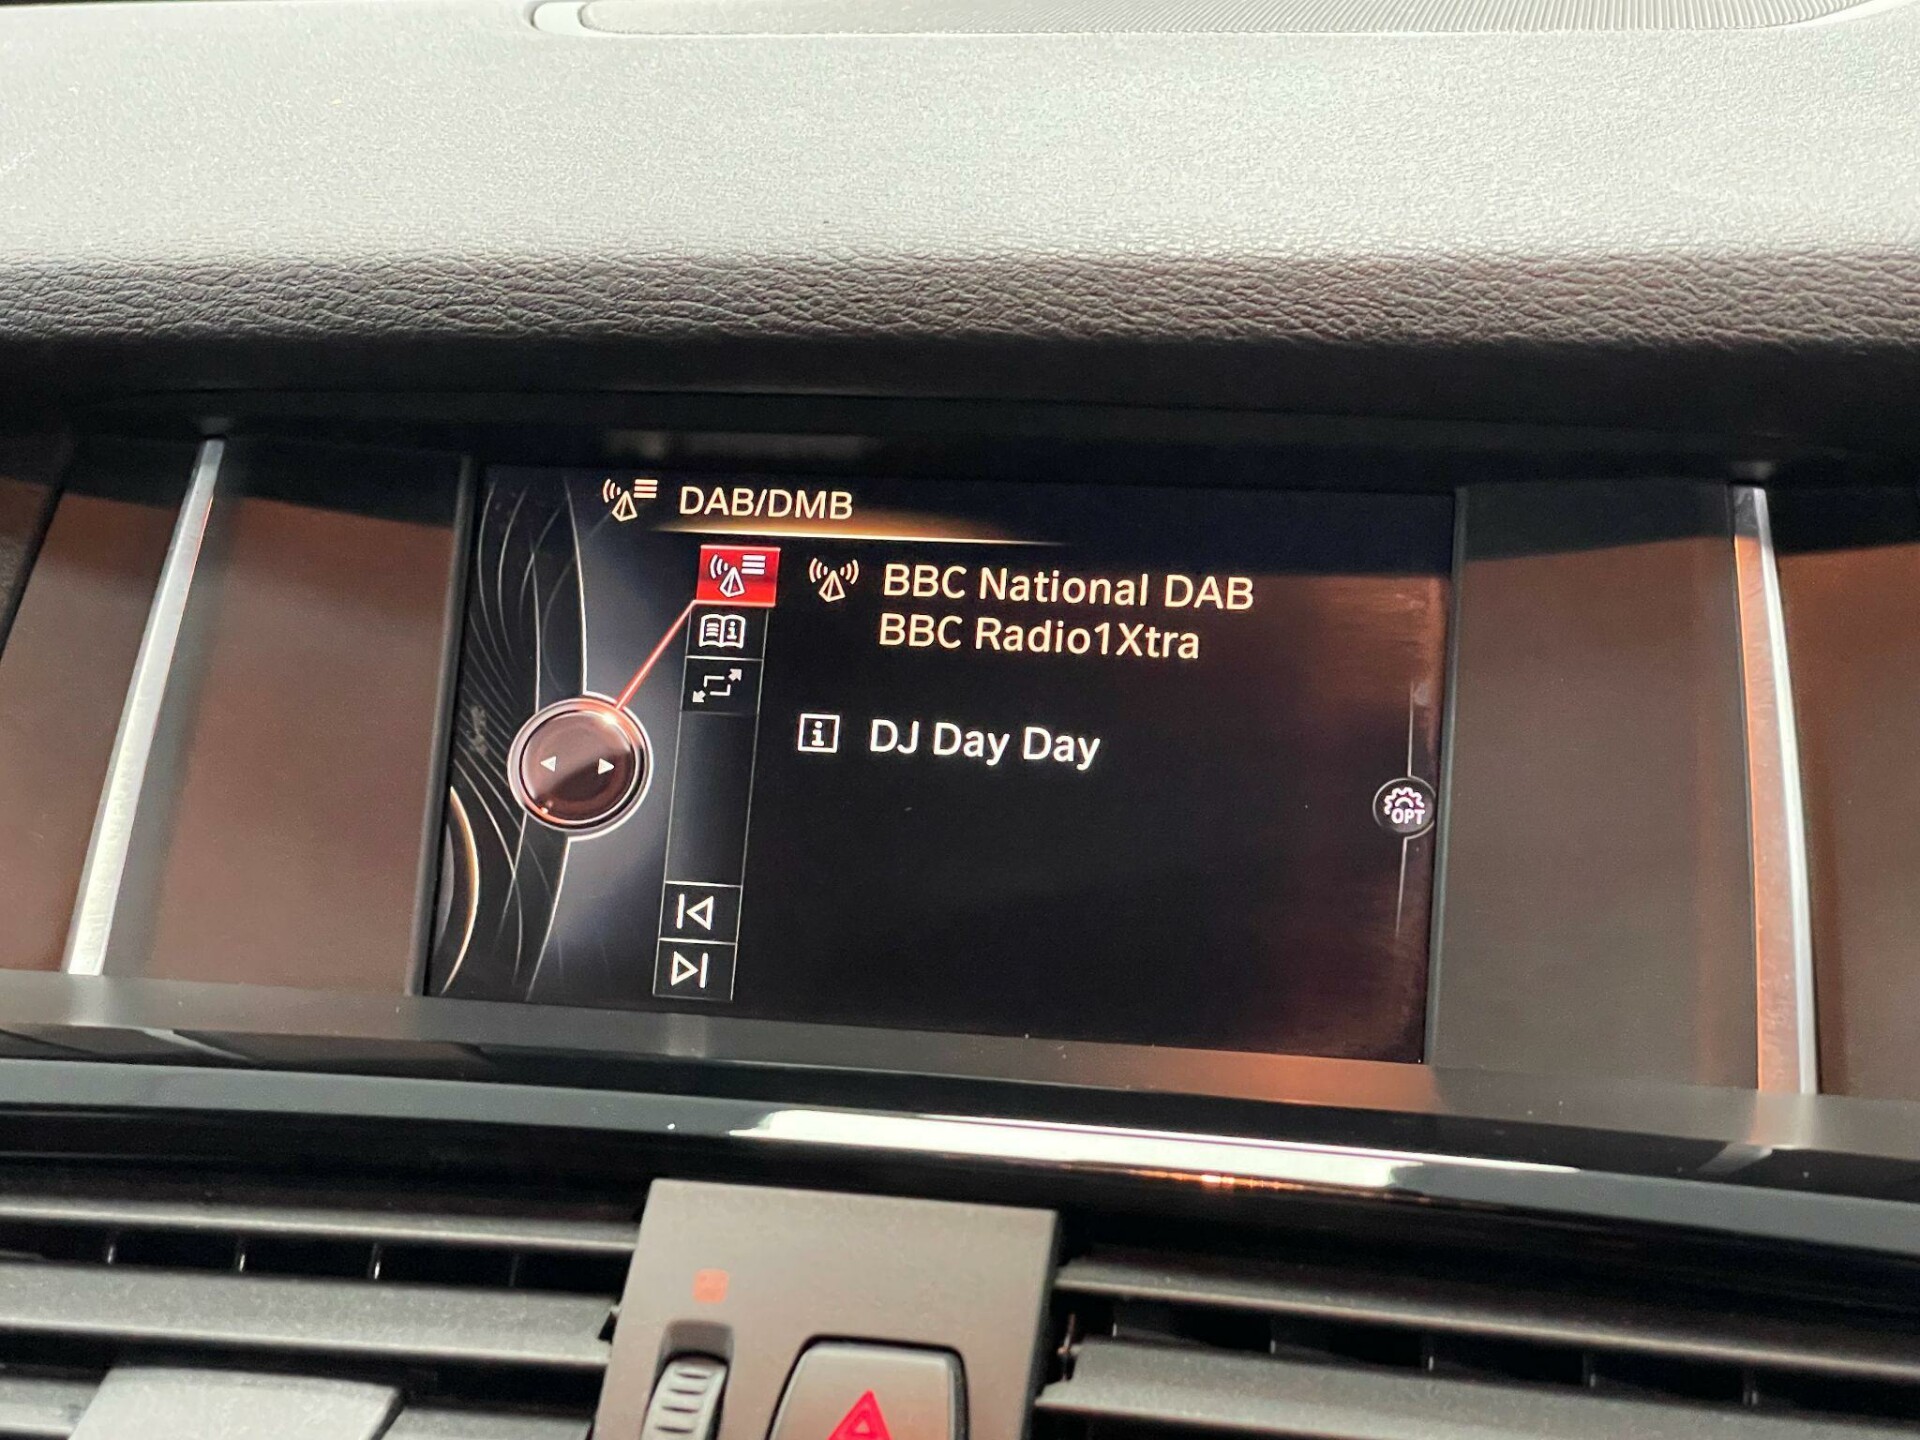 DAB/DMB
BBC National DAB
BBC Radio1Xtra
DJ Day Day
OPT